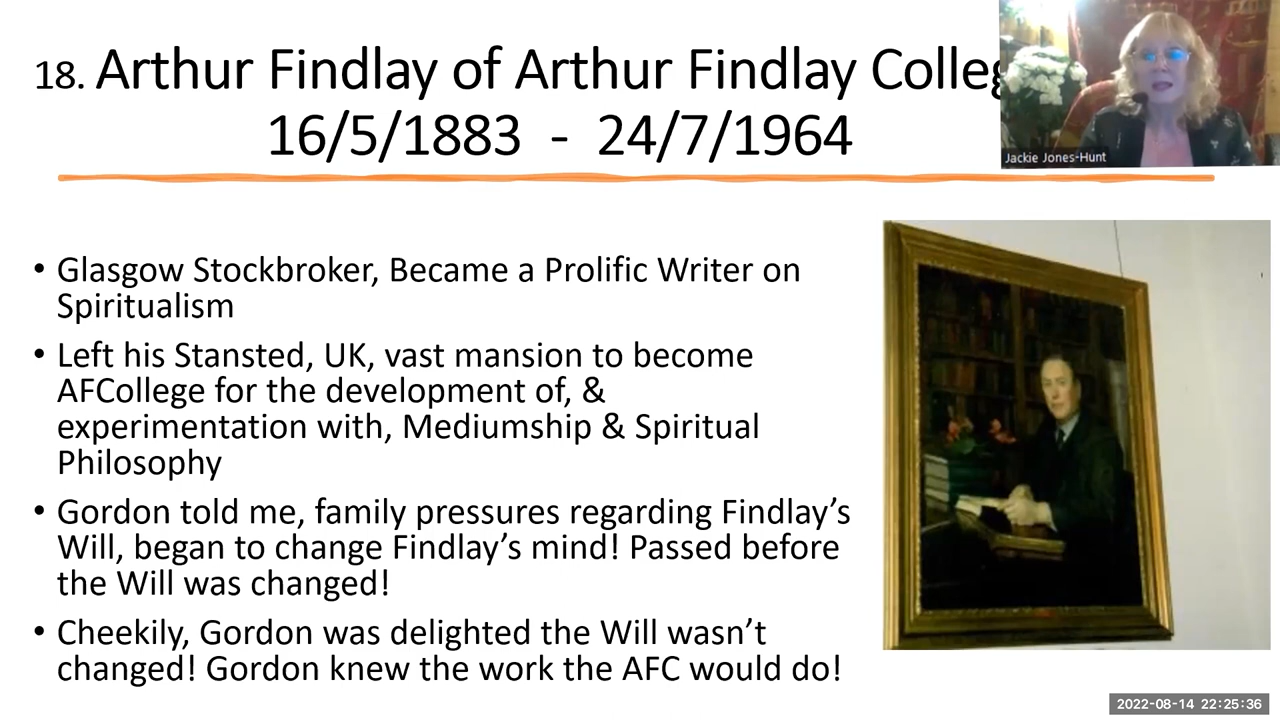 18. Arthur Findlay of Arthur Findlay Colleg
16/5/1883 - 24/7/1964
Jackie Jones-Hunt
• Glasgow Stockbroker, Became a Prolific Writer on
Spiritualism
• Left his Stansted, UK, vast mansion to become
AFCollege for the development of, &
experimentation with, Mediumship & Spiritual
Philosophy
• Gordon told me, family pressures regarding Findlay’s
Will, began to change Findlay’s mind! Passed before
the Will was changed!
• Cheekily, Gordon was delighted the Will wasn’t
changed! Gordon knew the work the AFC would do!
2022-08-14 22:25:36